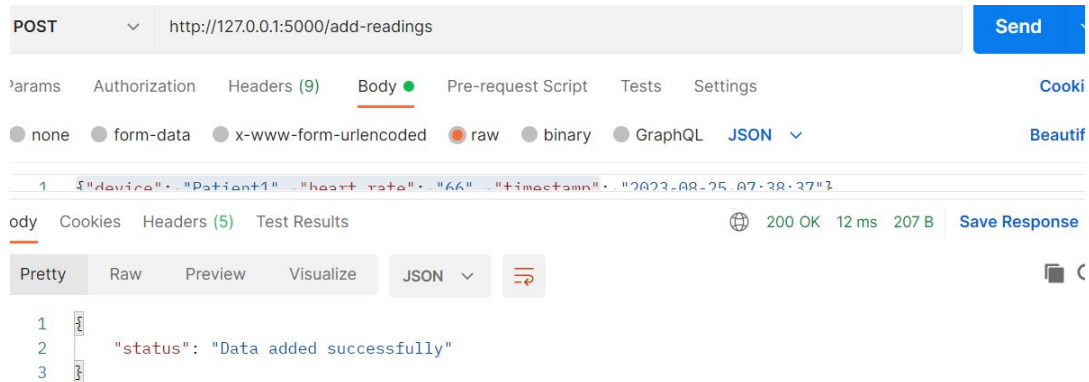 POST http://127.0.0.1:5000/add-readings Send
Params Authorization Headers (9) Body Pre-request Script Tests Settings Cooki
none form-data x-www-form-urlencoded raw binary GraphQL JSON Beautif
1 {"device": "Patient1" ,"heart_rate": "66" ,"timestamp": "2023-08-25 07:38:37"}
ody Cookies Headers (5) Test Results 200 OK 12 ms 207 B Save Response
Pretty Raw Preview Visualize JSON
1 {
2 "status": "Data added successfully"
3 }